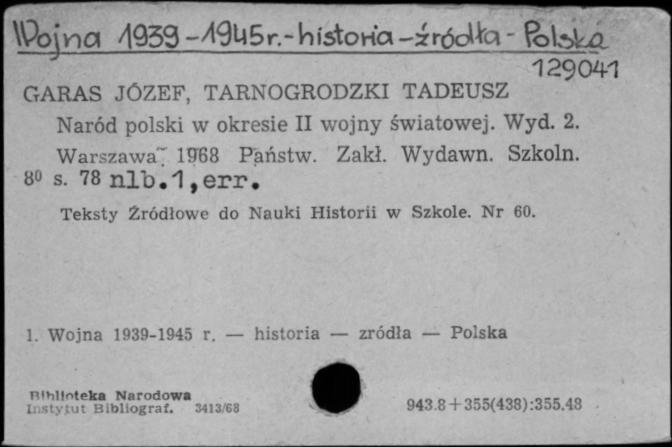 Wojna 1939-1945r.-historia-źródła-Polska
129041
GARAS JÓZEF, TARNOGRODZKI TADEUSZ
Naród polski w okresie II wojny światowej. Wyd. 2.
Warszawa 1968 Państw. Zakł. Wydawn. Szkoln.
8⁰ s. 78 nlb.1,err.
Teksty Źródłowe do Nauki Historii w Szkole. Nr 60.
1. Wojna 1939-1945 r. — historia — zródła — Polska
Biblioteka Narodowa
Instytut Bibliograf. 3413/68
943.8+355(438):355.48